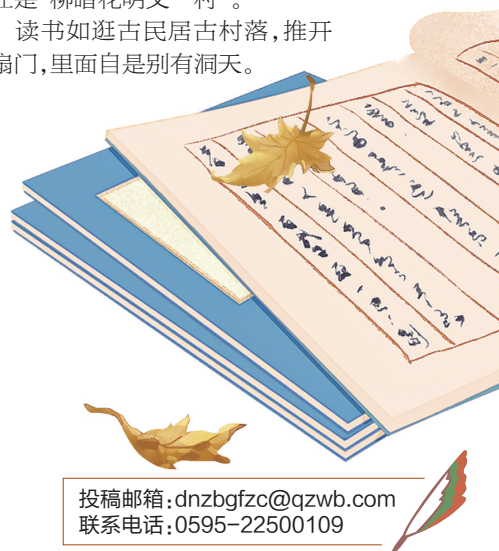 是“柳暗花明又一村”。
读书如逛古民居古村落，推开
扇门，里面自是别有洞天。
投稿邮箱：dnzbgfzc@qzwb.com
联系电话：0595-22500109